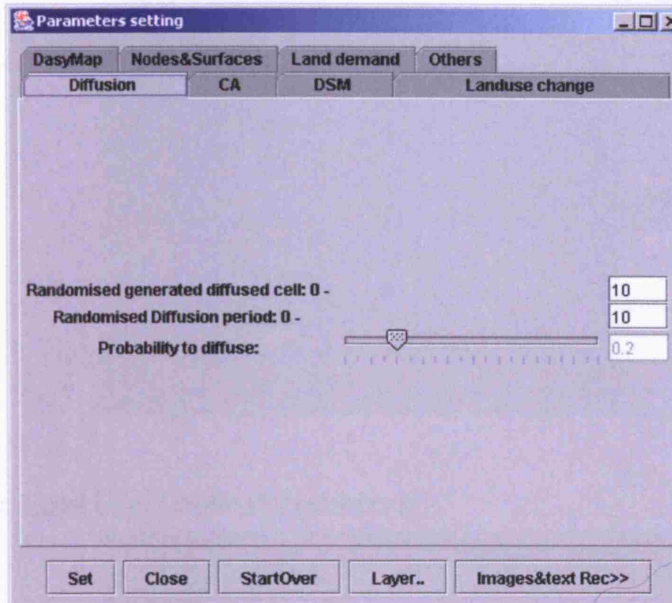 Parameters setting
DasyMap Nodes&Surfaces Land demand Others
Diffusion CA DSM Landuse change
Randomised generated diffused cell: 0 - 10
Randomised Diffusion period: 0 - 10
Probability to diffuse: 0.2
Set Close StartOver Layer.. Images&text Rec>>